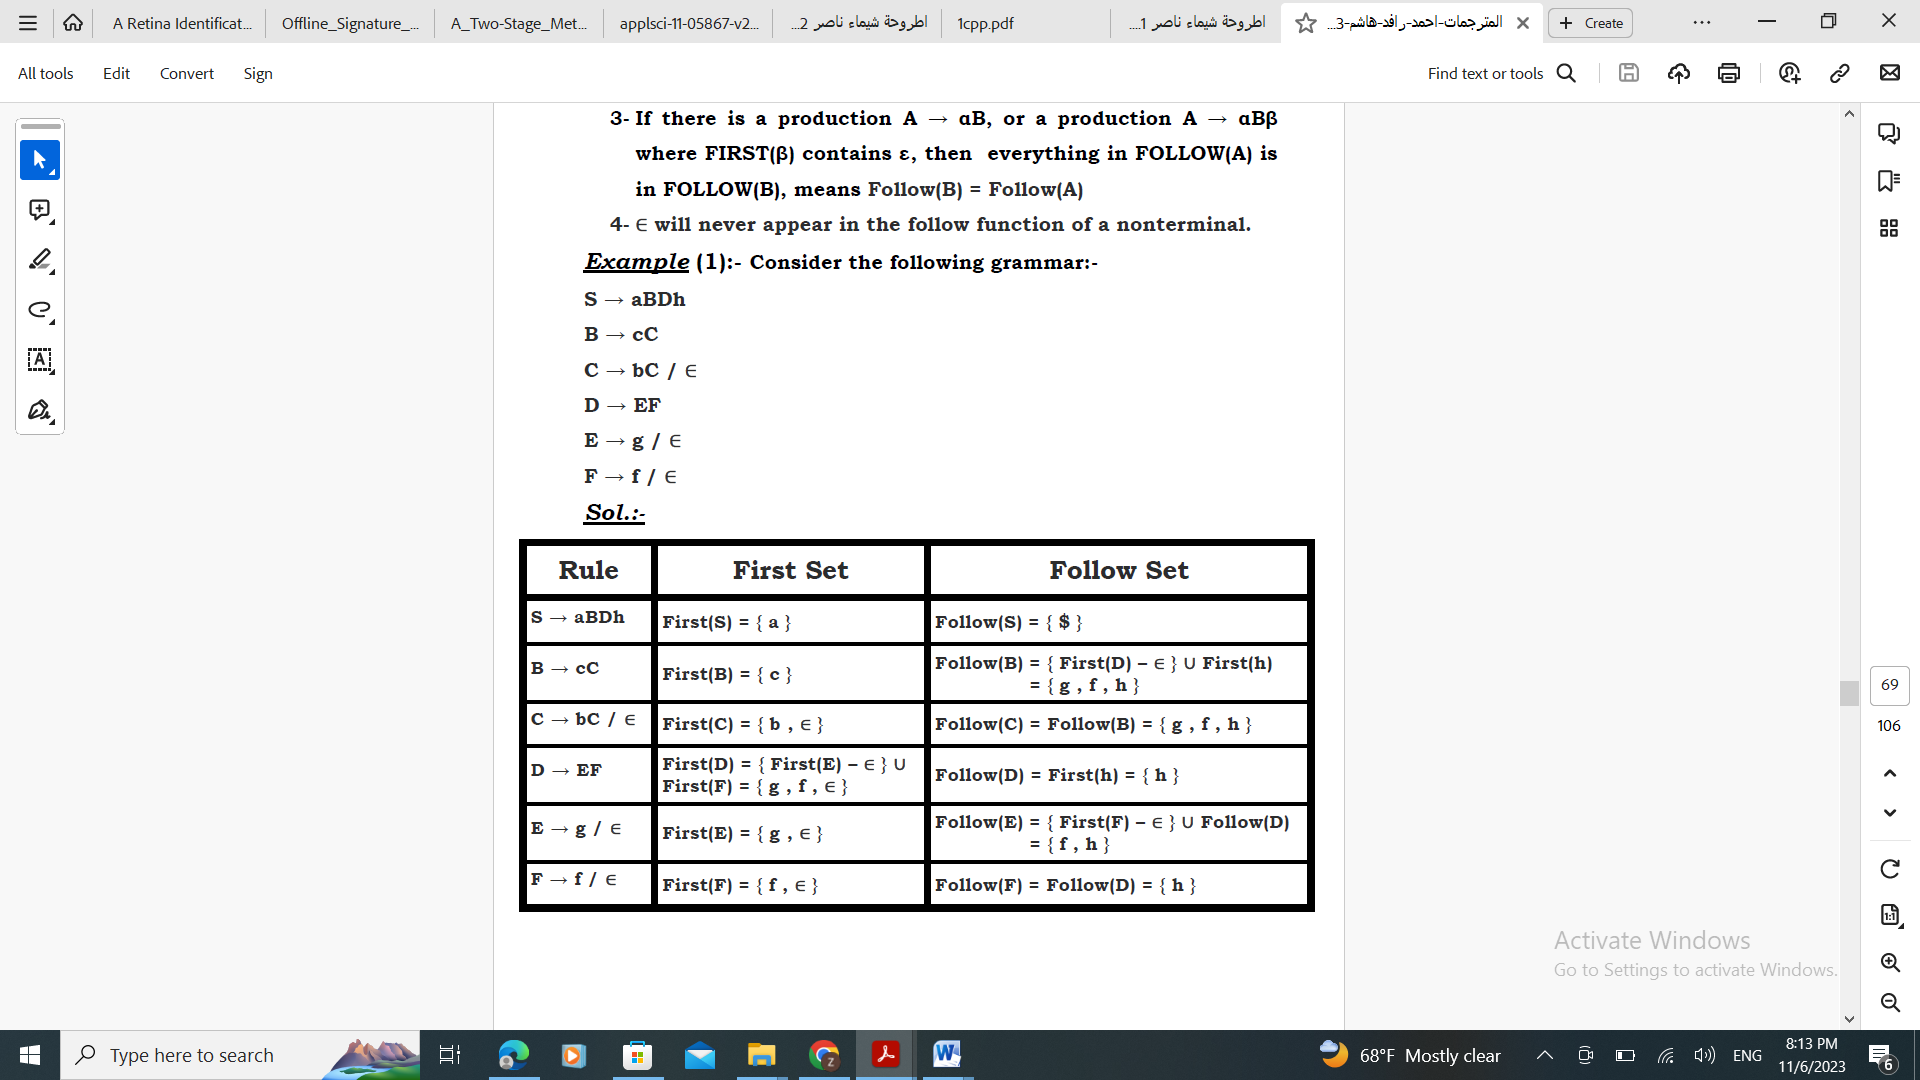 A Retina Identificat...
Offline_Signature_...
A_Two-Stage_Met...
applsci-11-05867-v2...
اطروحة شيماء ناصر 2...
1cpp.pdf
اطروحة شيماء ناصر 1....
المترجمات-احمد-رافد-هاشم-3...
Create
All tools
Edit
Convert
Sign
Find text or tools
3- If there is a production A → αB, or a production A → αBβ
where FIRST(β) contains ε, then everything in FOLLOW(A) is
in FOLLOW(B), means Follow(B) = Follow(A)
4- ∈ will never appear in the follow function of a nonterminal.
Example (1):- Consider the following grammar:-
S → aBDh
B → cC
C → bC / ∈
D → EF
E → g / ∈
F → f / ∈
Sol.:-
Rule First Set Follow Set
S → aBDh First(S) = { a } Follow(S) = { $ }
B → cC First(B) = { c } Follow(B) = { First(D) – ∈ } ∪ First(h)
= { g , f , h }
C → bC / ∈ First(C) = { b , ∈ } Follow(C) = Follow(B) = { g , f , h }
D → EF First(D) = { First(E) – ∈ } ∪
First(F) = { g , f , ∈ } Follow(D) = First(h) = { h }
E → g / ∈ First(E) = { g , ∈ } Follow(E) = { First(F) – ∈ } ∪ Follow(D)
= { f , h }
F → f / ∈ First(F) = { f , ∈ } Follow(F) = Follow(D) = { h }
69
106
1:1
Activate Windows
Go to Settings to activate Windows.
Type here to search
68°F Mostly clear
ENG
8:13 PM
11/6/2023
6